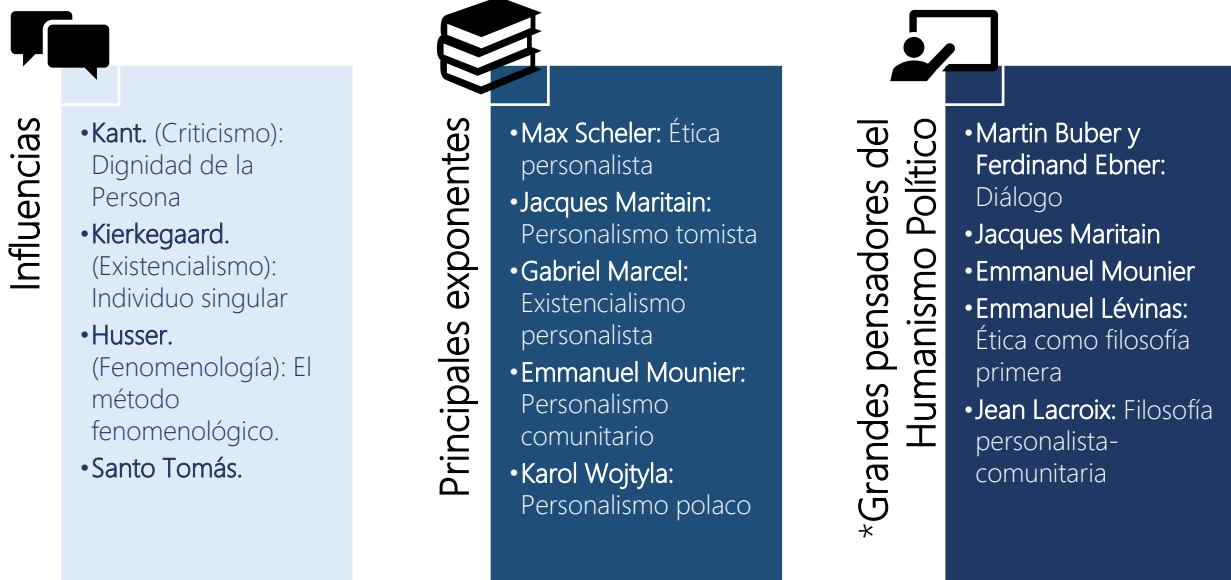 Influencias
•Kant. (Criticismo):
Dignidad de la
Persona
•Kierkegaard.
(Existencialismo):
Individuo singular
•Husser.
(Fenomenología): El
método
fenomenológico.
•Santo Tomás.
Principales exponentes
•Max Scheler: Ética
personalista
•Jacques Maritain:
Personalismo tomista
•Gabriel Marcel:
Existencialismo
personalista
•Emmanuel Mounier:
Personalismo
comunitario
•Karol Wojtyla:
Personalismo polaco
*Grandes pensadores del
Humanismo Político
•Martin Buber y
Ferdinand Ebner:
Diálogo
•Jacques Maritain
•Emmanuel Mounier
•Emmanuel Lévinas:
Ética como filosofía
primera
•Jean Lacroix: Filosofía
personalista-
comunitaria